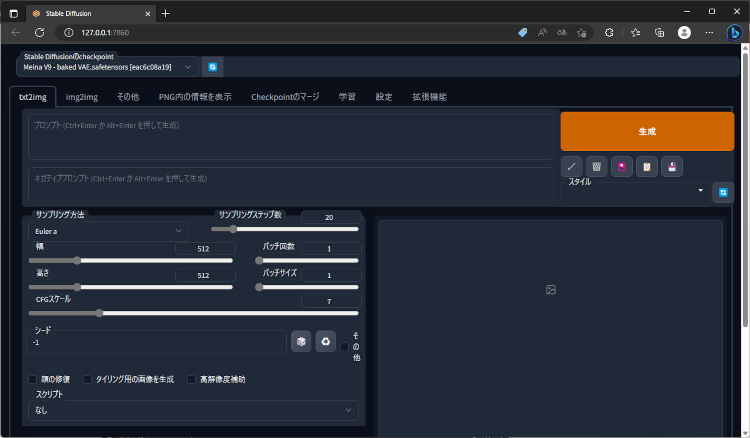 Stable Diffusion
127.0.0.1:7860
Stable Diffusionのcheckpoint
Meina V9 - baked VAE.safetensors [eac6c08a19]
txt2img img2img その他 PNG内の情報を表示 Checkpointのマージ 学習 設定 拡張機能
プロンプト (Ctrl+Enter か Alt+Enter を押して生成)
生成
ネガティブプロンプト (Ctrl+Enter か Alt+Enter を押して生成)
スタイル
サンプリング方法 サンプリングステップ数 20
Euler a
幅 512 バッチ回数 1
高さ 512 バッチサイズ 1
CFGスケール 7
シード
-1
その他
顔の修復 タイリング用の画像を生成 高解像度補助
スクリプト
なし